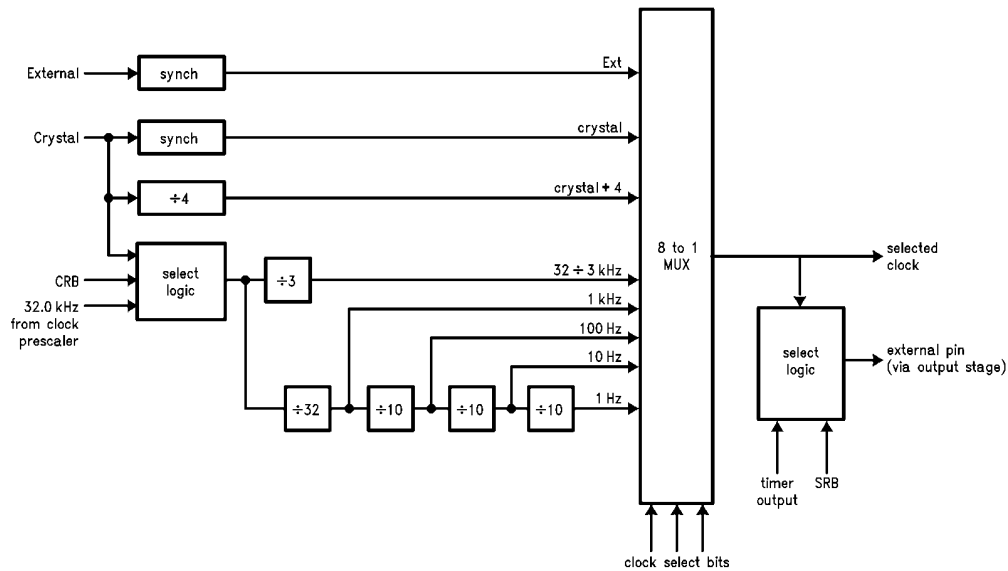 External
synch
Ext
Crystal
synch
crystal
÷4
crystal + 4
select
logic
CRB
32.0 kHz
from clock
prescaler
÷3
32 ÷ 3 kHz
1 kHz
100 Hz
10 Hz
÷32
÷10
÷10
÷10
1 Hz
8 to 1
MUX
clock select bits
selected
clock
select
logic
external pin
(via output stage)
timer
output
SRB